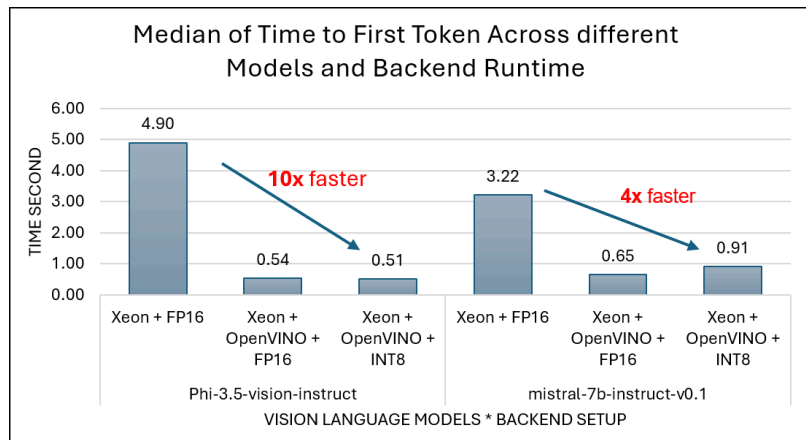 Median of Time to First Token Across different
Models and Backend Runtime
6.00
5.00
4.00
3.00
2.00
1.00
0.00
TIME SECOND
4.90
0.54
0.51
3.22
0.65
0.91
10x faster
4x faster
Xeon + FP16
Xeon +
OpenVINO +
FP16
Xeon +
OpenVINO +
INT8
Xeon + FP16
Xeon +
OpenVINO +
FP16
Xeon +
OpenVINO +
INT8
Phi-3.5-vision-instruct
mistral-7b-instruct-v0.1
VISION LANGUAGE MODELS * BACKEND SETUP